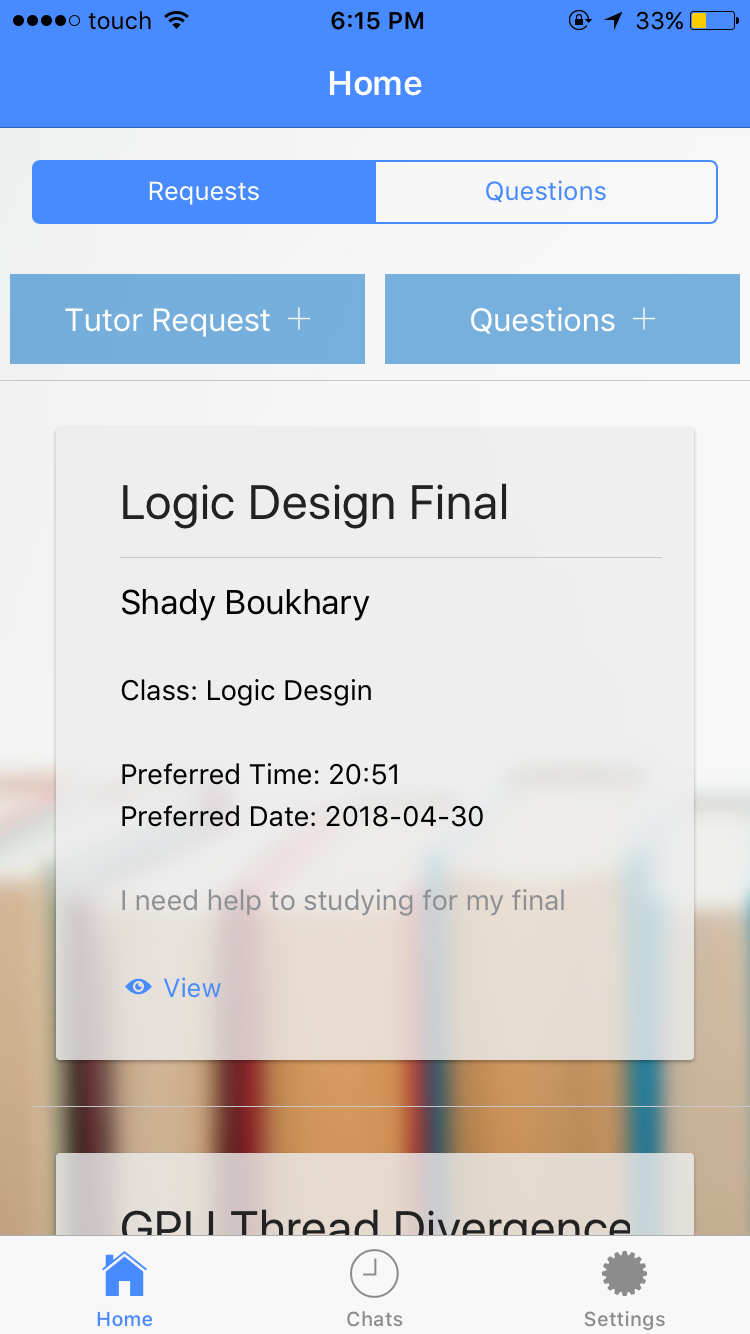 touch 6:15 PM 33%
Home
Requests Questions
Tutor Request + Questions +
Logic Design Final
Shady Boukhary
Class: Logic Desgin
Preferred Time: 20:51
Preferred Date: 2018-04-30
I need help to studying for my final
View
GPU Thread Divergence
Home Chats Settings